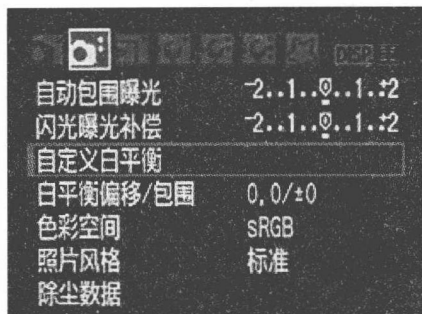 DISP.
自动包围曝光 -2..1..0..1.:+2
闪光曝光补偿 -2..1..0..1.:+2
自定义白平衡
白平衡偏移/包围 0,0/±0
色彩空间 sRGB
照片风格 标准
除尘数据